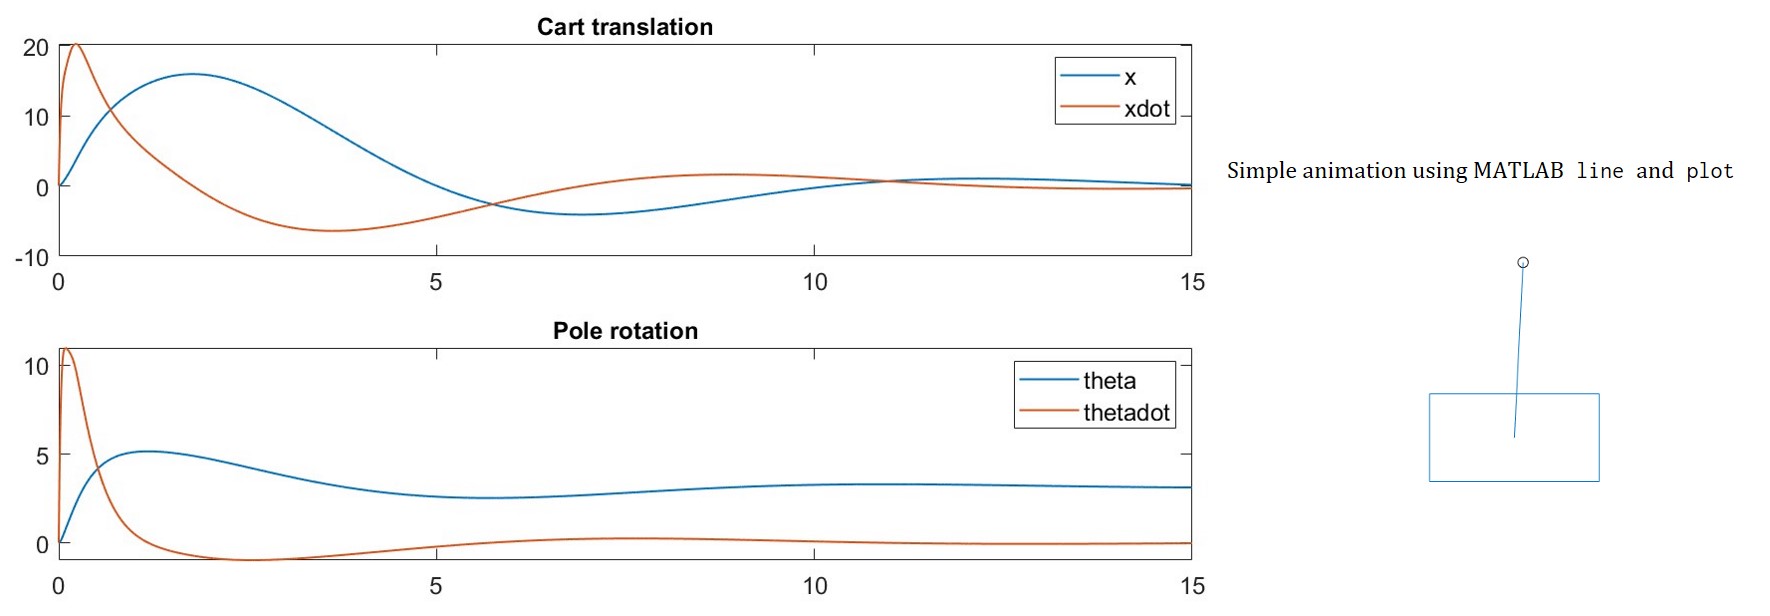 Cart translation
20
10
0
-10
0 5 10 15
x
xdot
Simple animation using MATLAB line and plot
Pole rotation
10
5
0
0 5 10 15
theta
thetadot